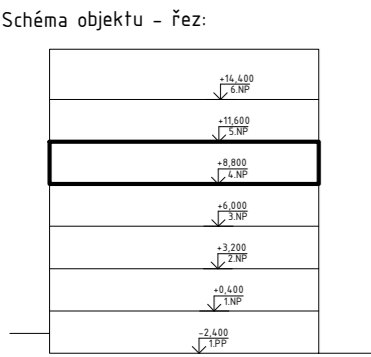 Schéma objektu - řez:
+14,400
6.NP
+11,600
5.NP
+8,800
4.NP
+6,000
3.NP
+3,200
2.NP
+0,400
1.NP
-2,400
1.PP